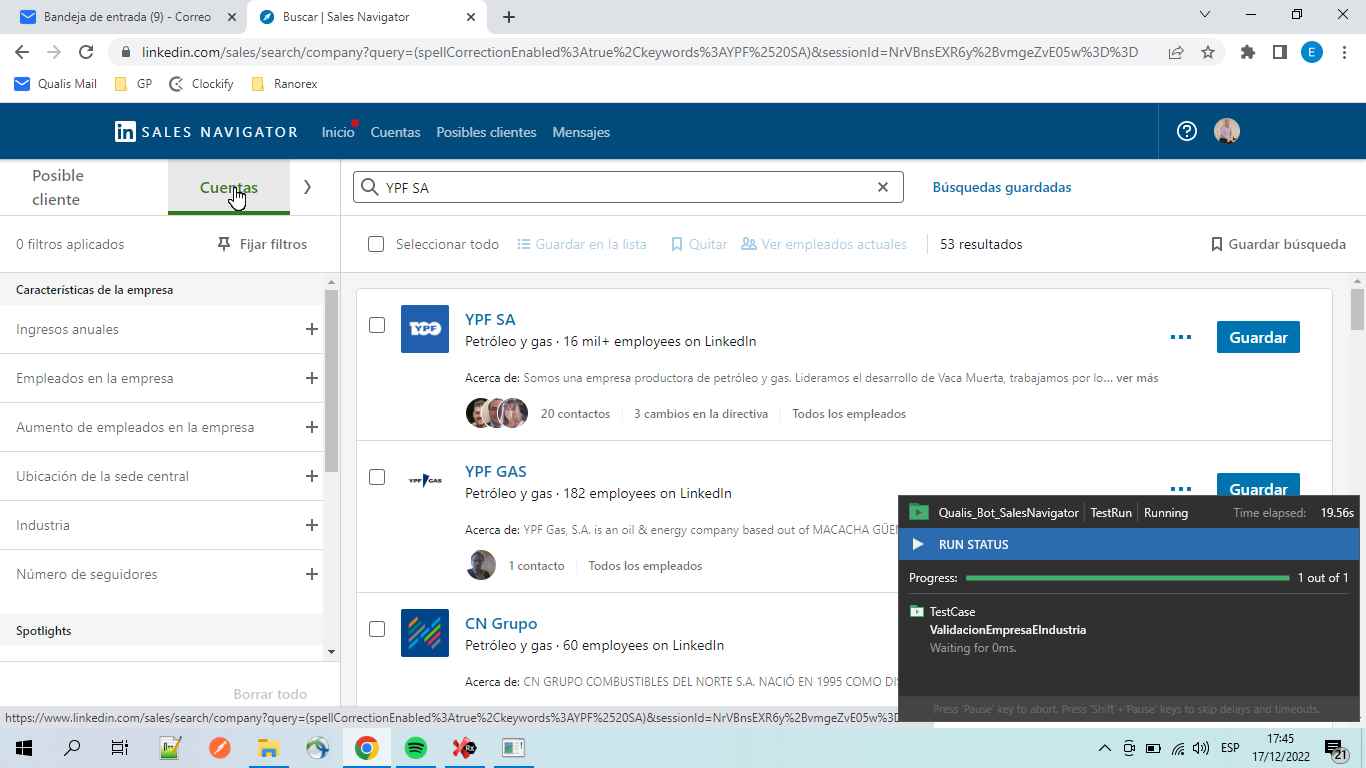 Bandeja de entrada (9) - Correo
Buscar | Sales Navigator
linkedin.com/sales/search/company?query=(spellCorrectionEnabled%3Atrue%2Ckeywords%3AYPF%2520SA)&sessionId=NrVBnsEXR6y%2BvmgeZvE05w%3D%3D
E
Qualis Mail
GP
Clockify
Ranorex
in SALES NAVIGATOR
Inicio
Cuentas
Posibles clientes
Mensajes
Posible
cliente
Cuentas
YPF SA
Búsquedas guardadas
0 filtros aplicados
Fijar filtros
Seleccionar todo
Guardar en la lista
Quitar
Ver empleados actuales
53 resultados
Guardar búsqueda
Características de la empresa
Ingresos anuales
Empleados en la empresa
Aumento de empleados en la empresa
Ubicación de la sede central
Industria
Número de seguidores
Spotlights
Borrar todo
YPF
YPF SA
Petróleo y gas · 16 mil+ employees on LinkedIn
Guardar
Acerca de: Somos una empresa productora de petróleo y gas. Lideramos el desarrollo de Vaca Muerta, trabajamos por lo... ver más
20 contactos
3 cambios en la directiva
Todos los empleados
YPF GAS
YPF GAS
Petróleo y gas · 182 employees on LinkedIn
Guardar
Acerca de: YPF Gas, S.A. is an oil & energy company based out of MACACHA GÜE
1 contacto
Todos los empleados
CN Grupo
Petróleo y gas · 60 employees on LinkedIn
Acerca de: CN GRUPO COMBUSTIBLES DEL NORTE S.A. NACIÓ EN 1995 COMO DI
Qualis_Bot_SalesNavigator
TestRun
Running
Time elapsed: 19.56s
RUN STATUS
Progress:
1 out of 1
TestCase
ValidacionEmpresaEIndustria
Waiting for 0ms.
Press 'Pause' key to abort. Press 'Shift + Pause' keys to skip delays and timeouts.
https://www.linkedin.com/sales/search/company?query=(spellCorrectionEnabled%3Atrue%2Ckeywords%3AYPF%2520SA)&sessionId=NrVBnsEXR6y%2BvmgeZvE05w%3D
ESP
17:45
17/12/2022
21